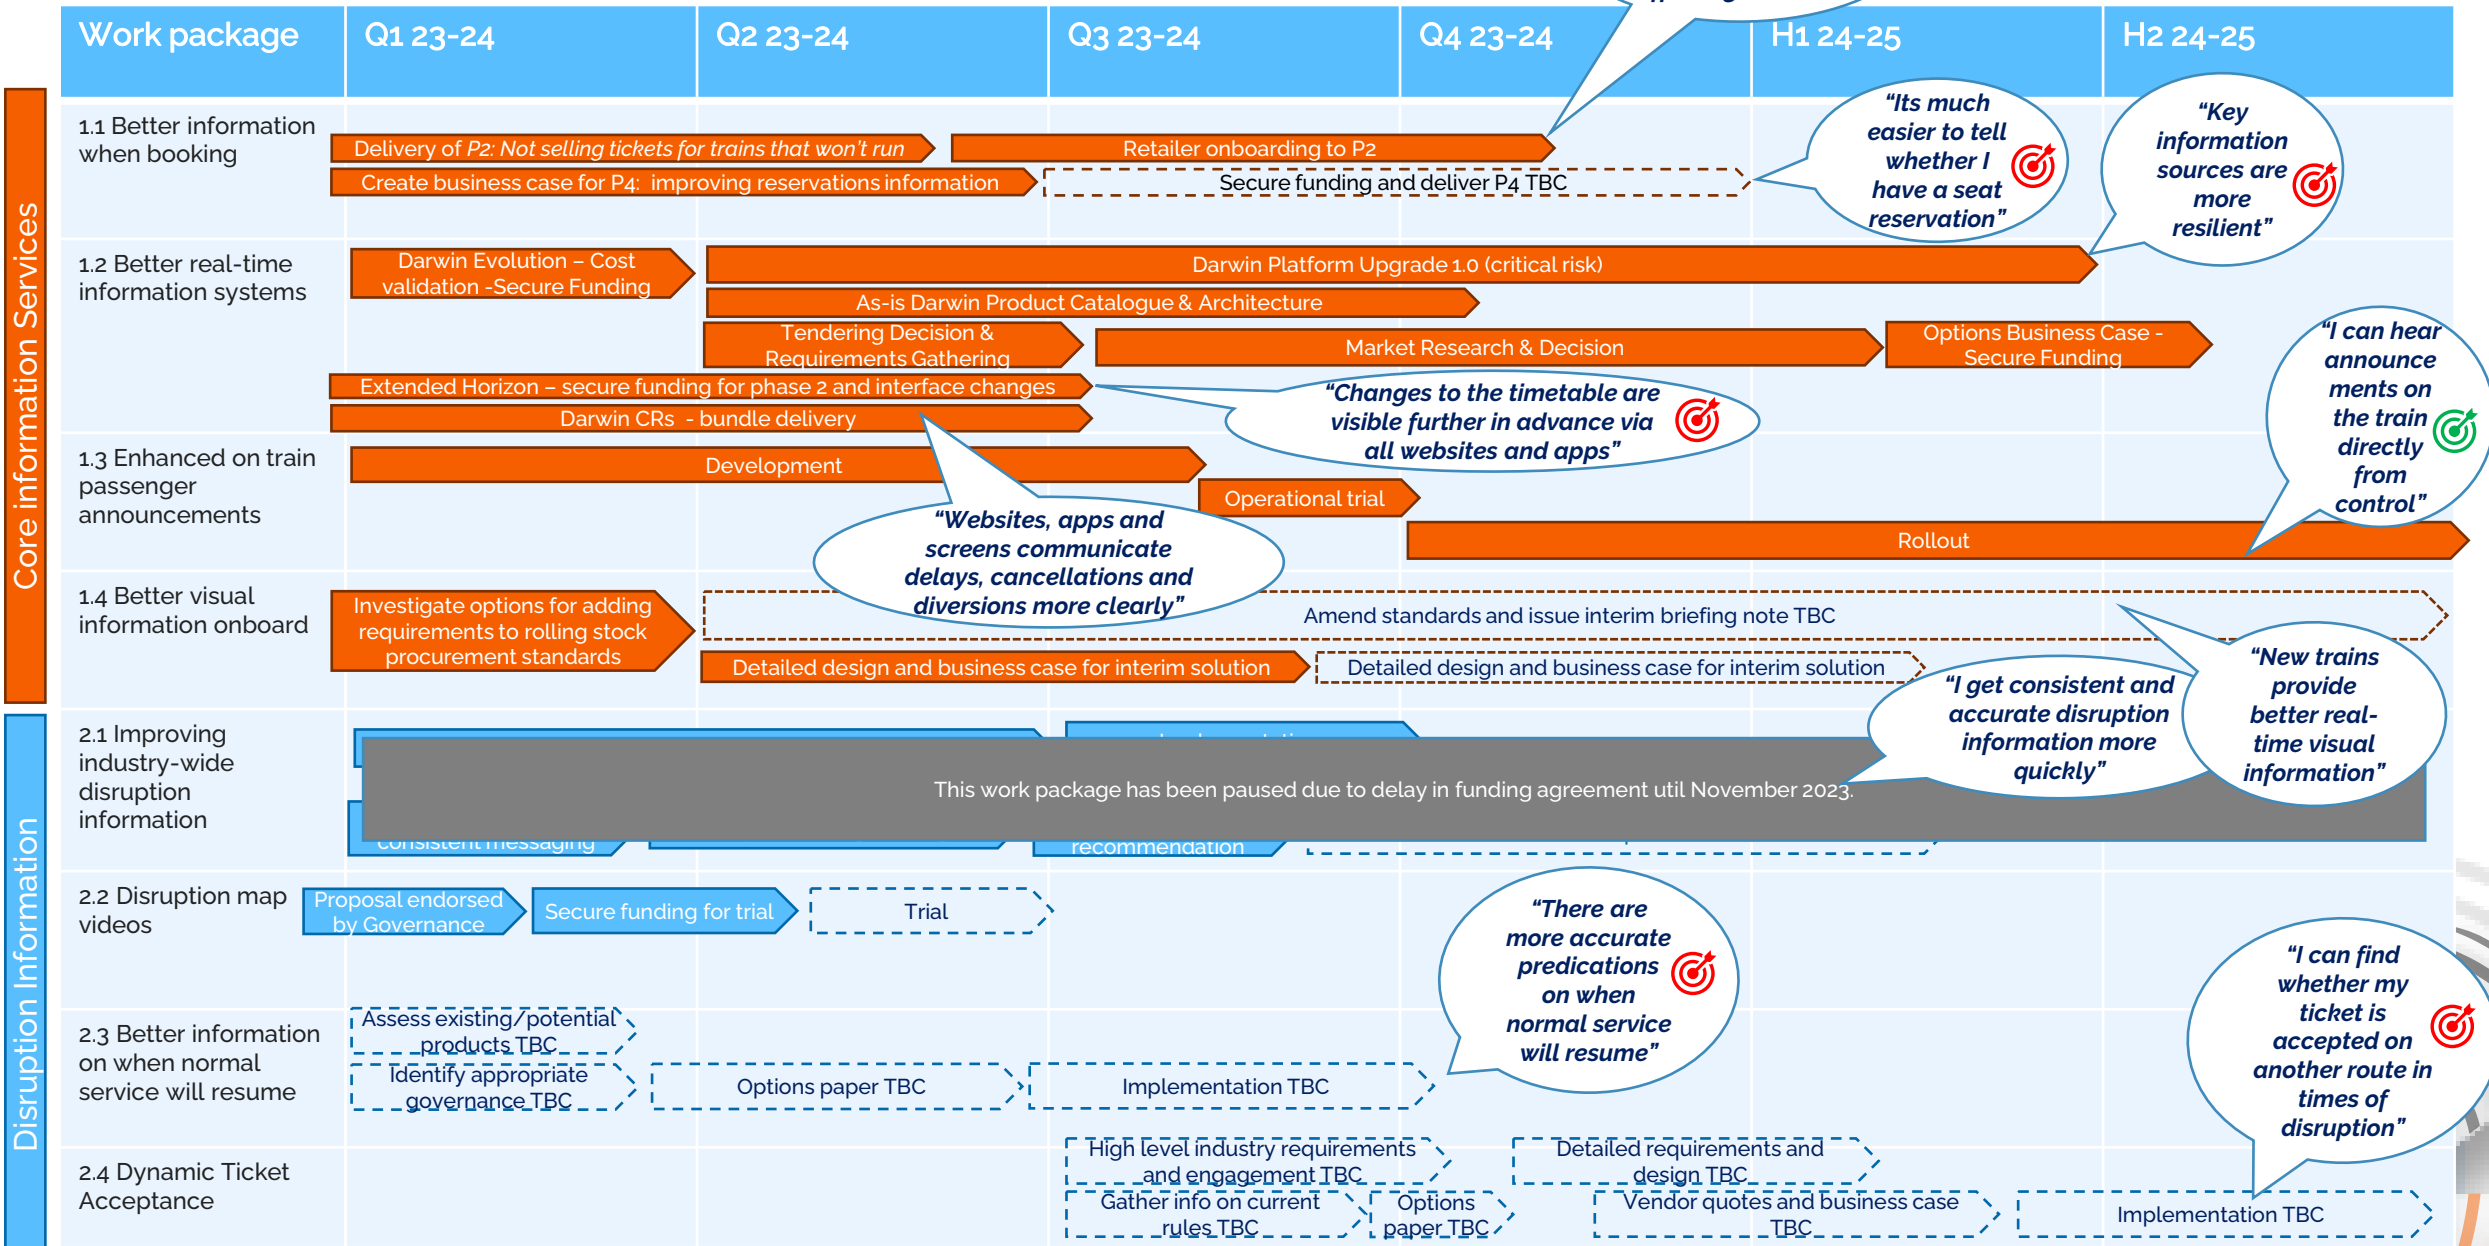 Work package
Q1 23-24
Q2 23-24
Q3 23-24
Q4 23-24
H1 24-25
H2 24-25
Core information Services
1.1 Better information
when booking
Delivery of P2: Not selling tickets for trains that won't run
Retailer onboarding to P2
Create business case for P4: improving reservations information
Secure funding and deliver P4 TBC
“Its much
easier to tell
whether I
have a seat
reservation”
“Key
information
sources are
more
resilient”
1.2 Better real-time
information systems
Darwin Evolution – Cost
validation -Secure Funding
Darwin Platform Upgrade 1.0 (critical risk)
As-is Darwin Product Catalogue & Architecture
Tendering Decision &
Requirements Gathering
Market Research & Decision
Options Business Case -
Secure Funding
Extended Horizon – secure funding for phase 2 and interface changes
Darwin CRs - bundle delivery
“Changes to the timetable are
visible further in advance via
all websites and apps”
“I can hear
announce
ments on
the train
directly
from
control”
1.3 Enhanced on train
passenger
announcements
Development
Operational trial
Rollout
“Websites, apps and
screens communicate
delays, cancellations and
diversions more clearly”
1.4 Better visual
information onboard
Investigate options for adding
requirements to rolling stock
procurement standards
Amend standards and issue interim briefing note TBC
Detailed design and business case for interim solution
Detailed design and business case for interim solution
“New trains
provide
better real-
time visual
information”
Disruption Information
2.1 Improving
industry-wide
disruption
information
This work package has been paused due to delay in funding agreement util November 2023.
“I get consistent and
accurate disruption
information more
quickly”
consistent messaging
recommendation
2.2 Disruption map
videos
Proposal endorsed
by Governance
Secure funding for trial
Trial
“There are
more accurate
predications
on when
normal service
will resume”
2.3 Better information
on when normal
service will resume
Assess existing/potential
products TBC
Identify appropriate
governance TBC
Options paper TBC
Implementation TBC
“I can find
whether my
ticket is
accepted on
another route in
times of
disruption”
2.4 Dynamic Ticket
Acceptance
High level industry requirements
and engagement TBC
Detailed requirements and
design TBC
Gather info on current
rules TBC
Options
paper TBC
Vendor quotes and business case
TBC
Implementation TBC